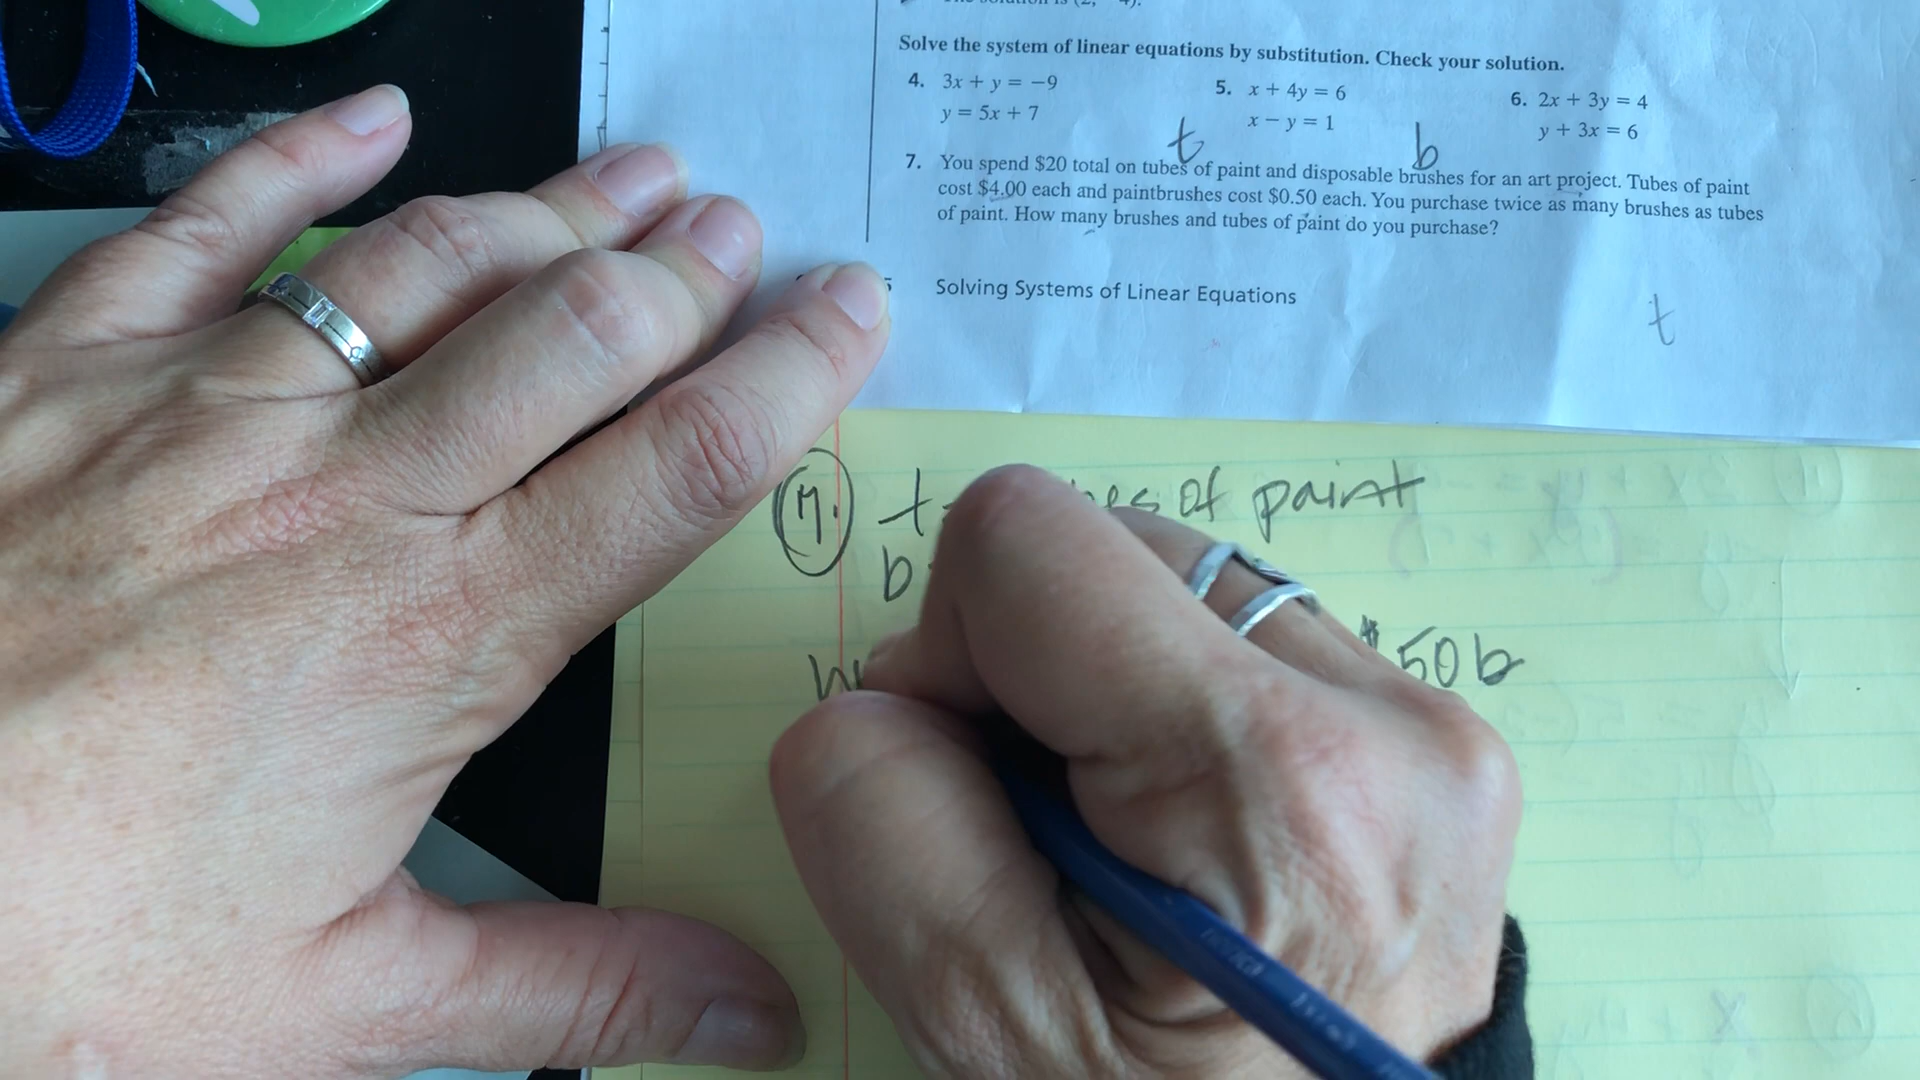 Solve the system of linear equations by substitution. Check your solution.
4. 3x + y = −9
y = 5x + 7
5. x + 4y = 6
x − y = 1
6. 2x + 3y = 4
y + 3x = 6
t
b
7. You spend $20 total on tubes of paint and disposable brushes for an art project. Tubes of paint
cost $4.00 each and paintbrushes cost $0.50 each. You purchase twice as many brushes as tubes
of paint. How many brushes and tubes of paint do you purchase?
Solving Systems of Linear Equations
t
7. t of paint
b
50b